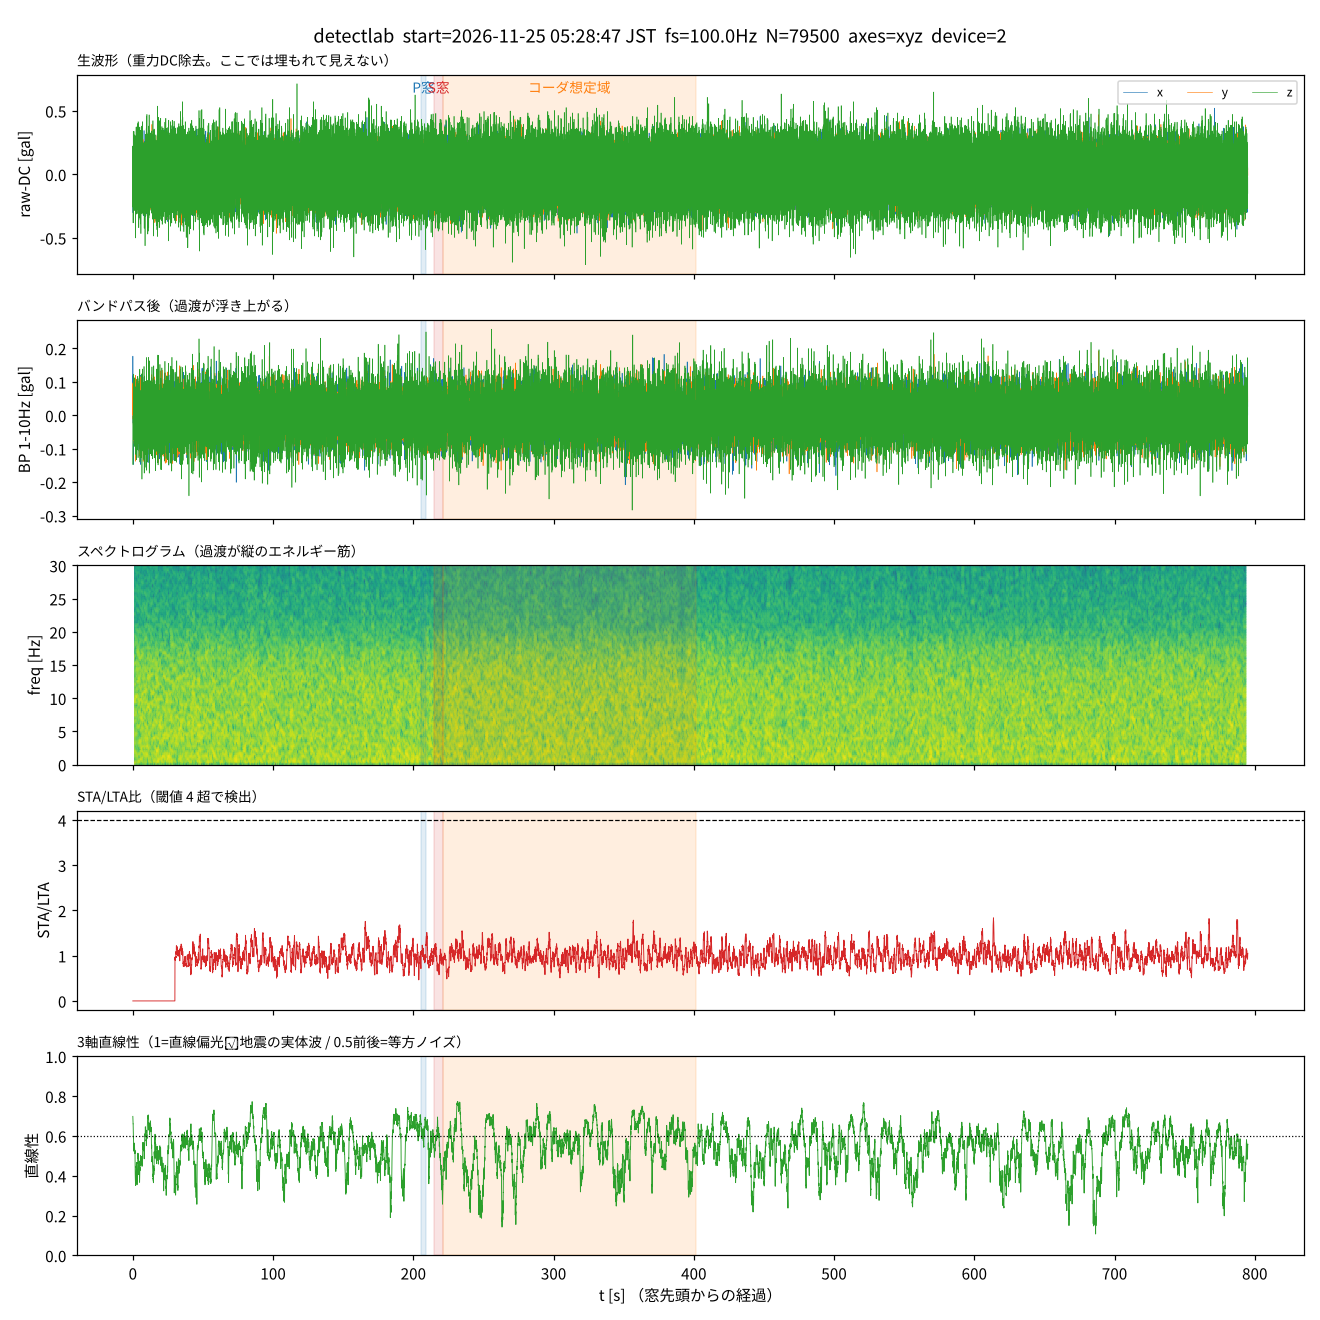 detectlab start=2026-11-25 05:28:47 JST fs=100.0Hz N=79500 axes=xyz device=2
生波形（重力DC除去。ここでは埋もれて見えない）
P窓 S窓 コーダ想定域
x y z
raw-DC [gal]
0.5
0.0
-0.5
バンドパス後（過渡が浮き上がる）
BP 1-10Hz [gal]
0.2
0.1
0.0
-0.1
-0.2
-0.3
スペクトログラム（過渡が縦のエネルギー筋）
freq [Hz]
30
25
20
15
10
5
0
STA/LTA比（閾値４超で検出）
STA/LTA
4
3
2
1
0
3軸直線性（1=直線偏光 地震の実体波 / 0.5前後=等方ノイズ）
直線性
1.0
0.8
0.6
0.4
0.2
0.0
0 100 200 300 400 500 600 700 800
t [s] （窓先頭からの経過）